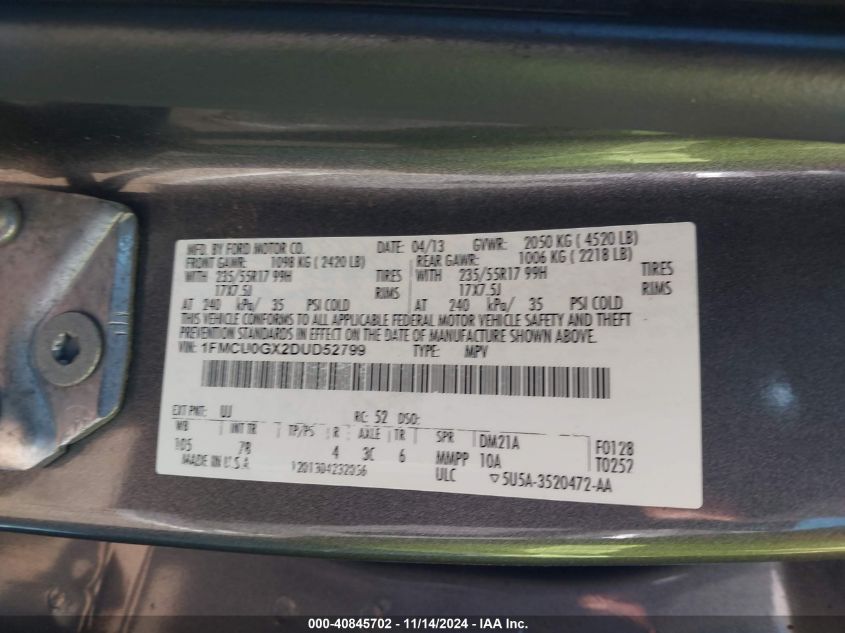 MFD. BY FORD MOTOR CO. DATE: 04/13 GVWR: 2050 KG ( 4520 LB)
FRONT GAWR: 1098 KG ( 2420 LB) REAR GAWR: 1006 KG ( 2218 LB)
WITH 235/55R17 99H TIRES WITH 235/55R17 99H TIRES
17X7.5J RIMS 17X7.5J RIMS
AT 240 kPa/ 35 PSI COLD AT 240 kPa/ 35 PSI COLD
THIS VEHICLE CONFORMS TO ALL APPLICABLE FEDERAL MOTOR VEHICLE SAFETY AND THEFT
PREVENTION STANDARDS IN EFFECT ON THE DATE OF MANUFACTURE SHOWN ABOVE.
VIN: 1FMCU0GX2DUD52799 TYPE: MPV
EXT PNT: UJ RC: 52 DSO:
WB INT TR TP/PS R AXLE TR SPR DM21A F0128
105 78 4 3C 6 MMPP 10A T0252
MADE IN U.S.A. 1201304232056 ULC ▽5U5A-3520472-AA
000-40845702 - 11/14/2024 - IAA Inc.